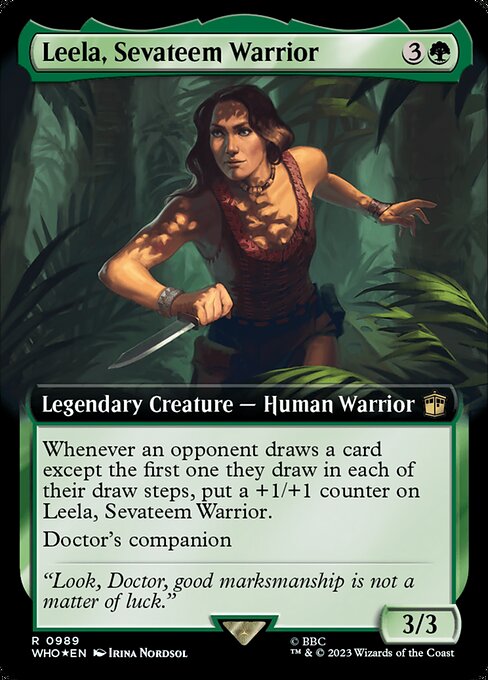 Leela, Sevateem Warrior 3
Legendary Creature — Human Warrior
Whenever an opponent draws a card
except the first one they draw in each of
their draw steps, put a +1/+1 counter on
Leela, Sevateem Warrior.
Doctor's companion
“Look, Doctor, good marksmanship is not a
matter of luck.”
3/3
R 0989
WHO★EN Irina Nordsol
© BBC
™ & © 2023 Wizards of the Coast